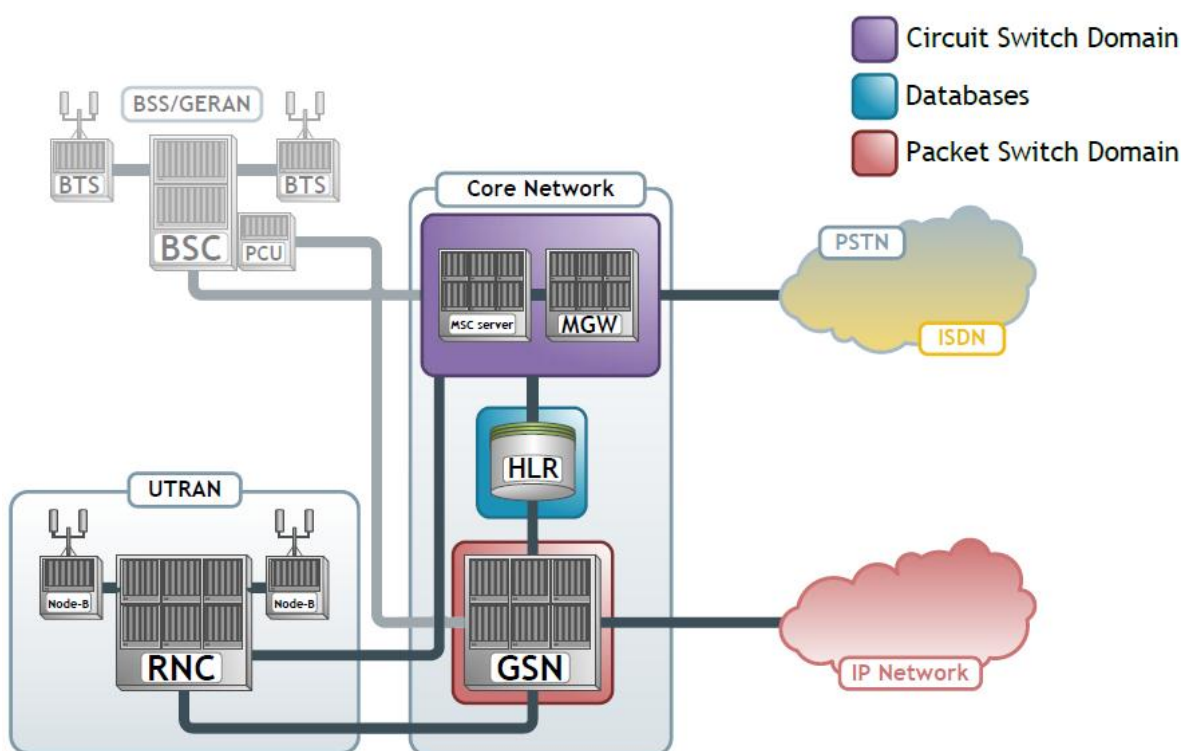 Circuit Switch Domain
Databases
Packet Switch Domain
BSS/GERAN
BTS
BTS
BSC
PCU
Core Network
MSC server
MGW
PSTN
ISDN
HLR
UTRAN
Node-B
Node-B
RNC
GSN
IP Network